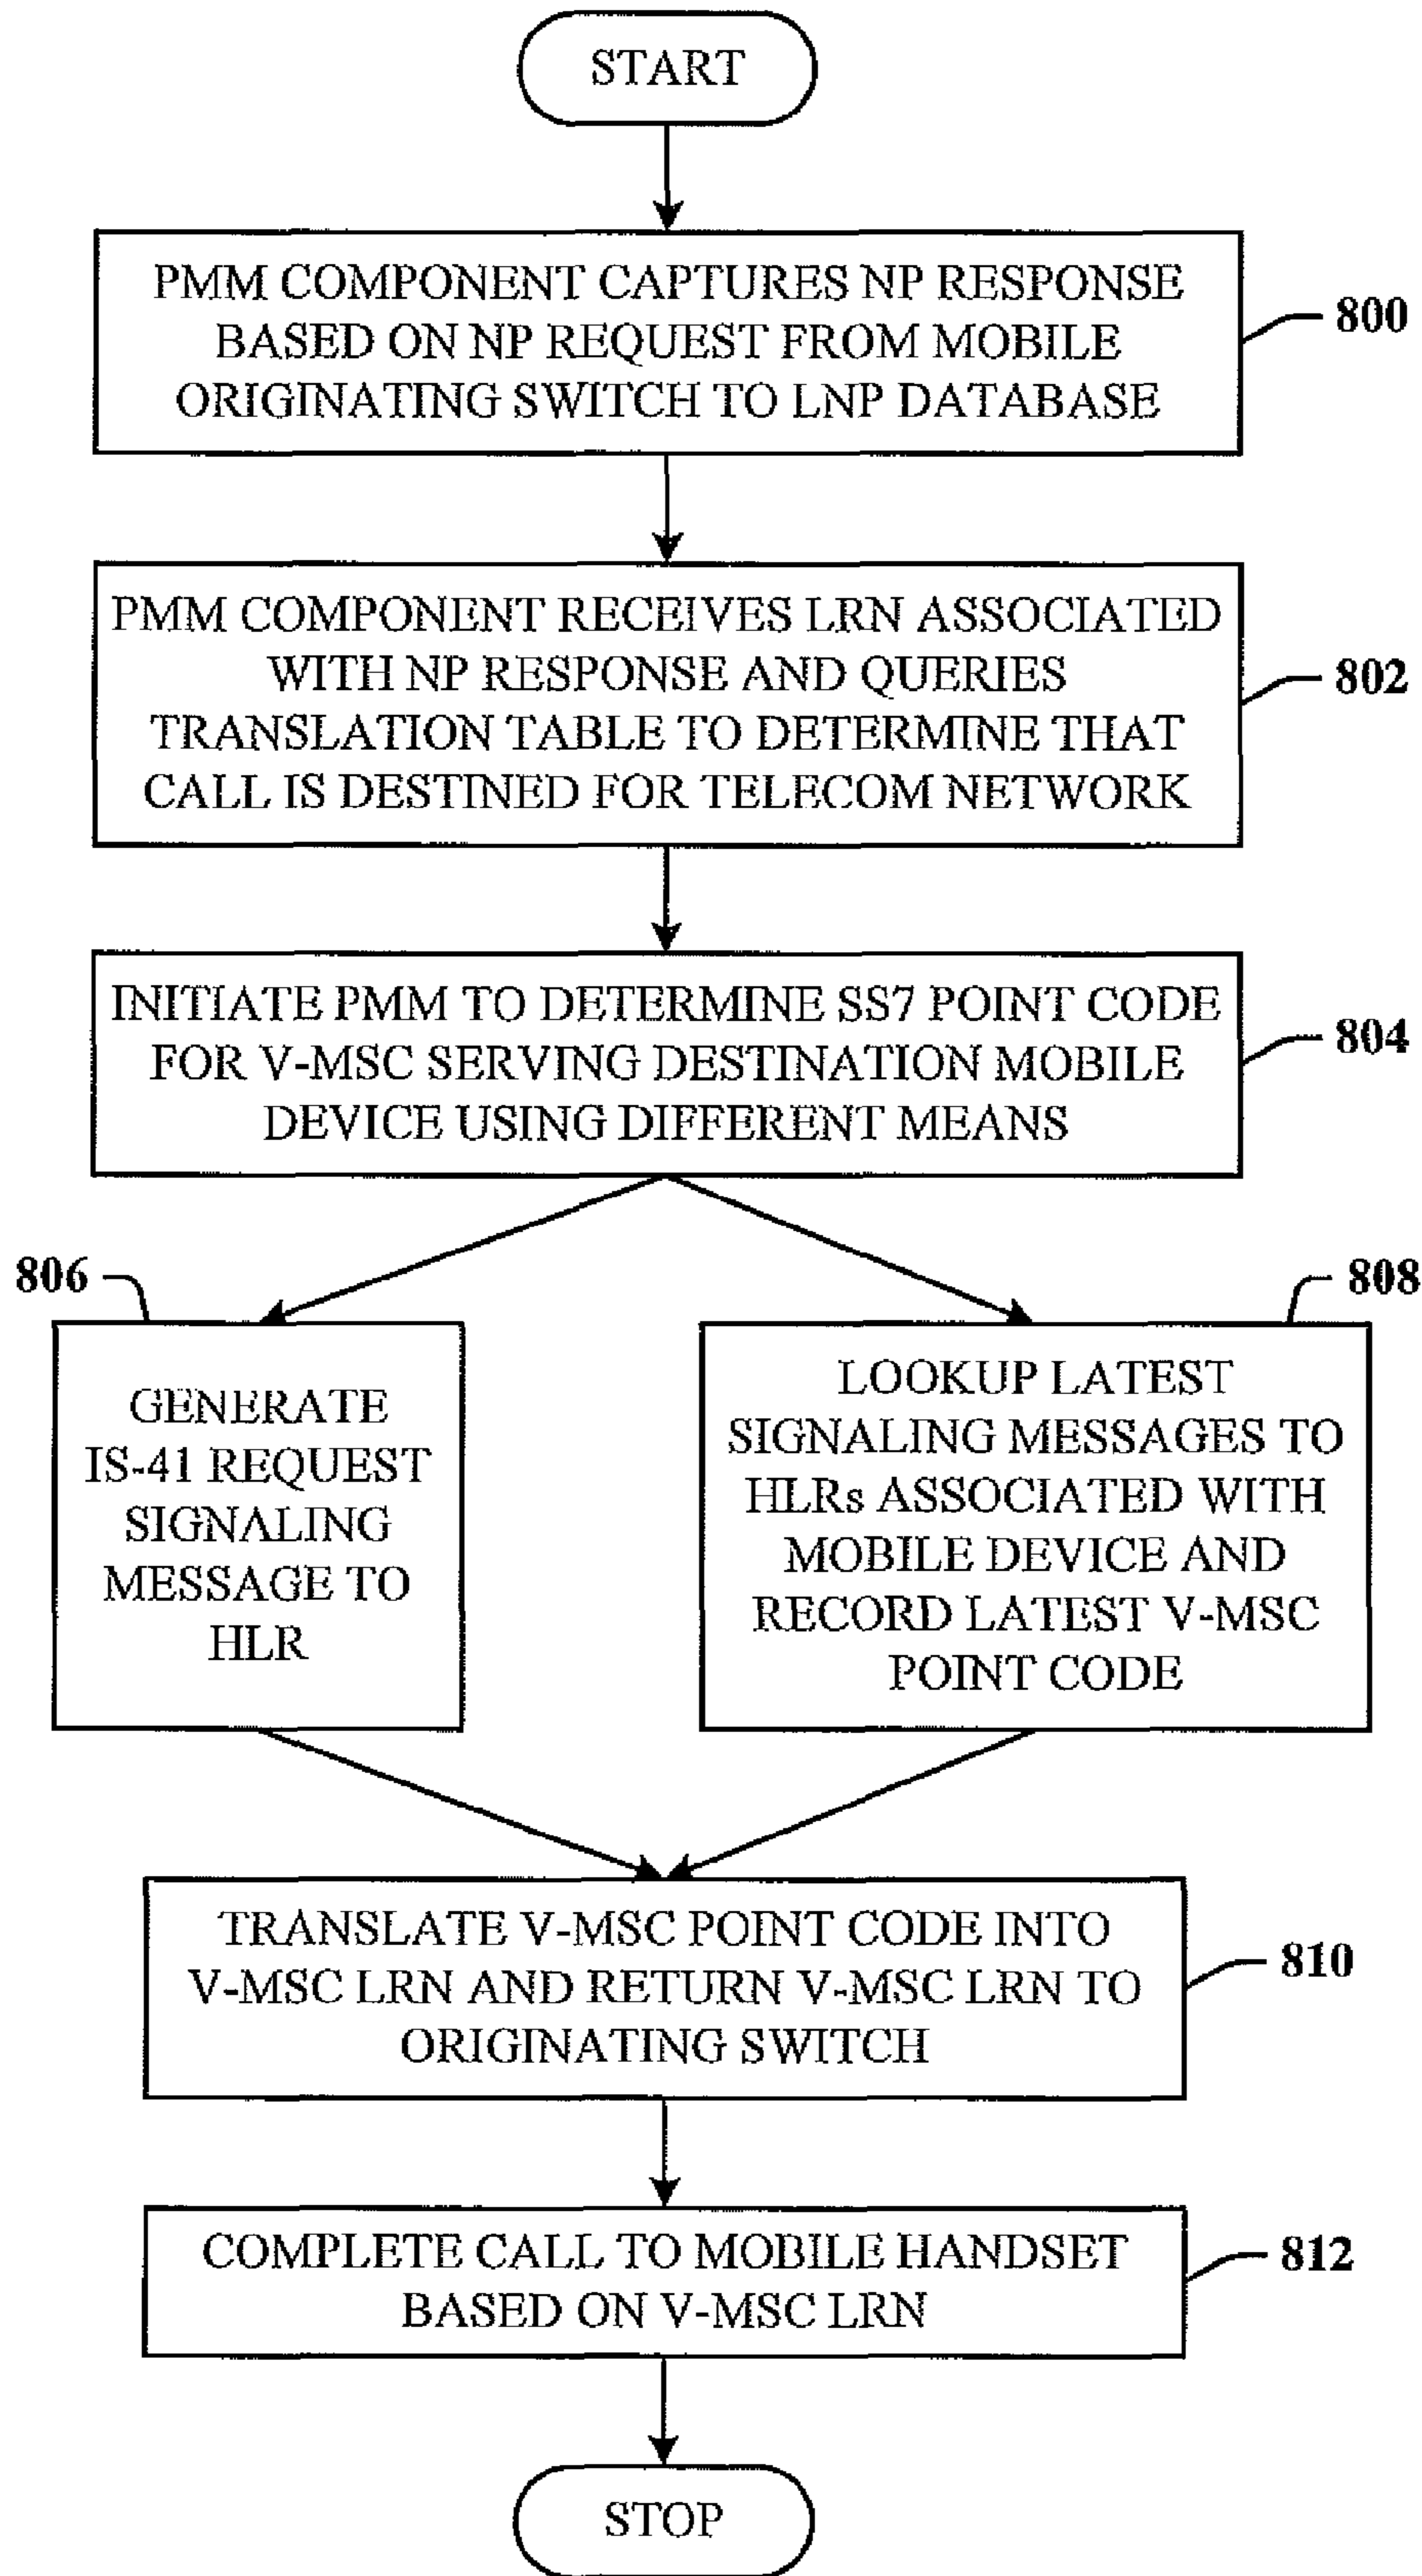 START
PMM COMPONENT CAPTURES NP RESPONSE
BASED ON NP REQUEST FROM MOBILE
ORIGINATING SWITCH TO LNP DATABASE
800
PMM COMPONENT RECEIVES LRN ASSOCIATED
WITH NP RESPONSE AND QUERIES
TRANSLATION TABLE TO DETERMINE THAT
CALL IS DESTINED FOR TELECOM NETWORK
802
INITIATE PMM TO DETERMINE SS7 POINT CODE
FOR V-MSC SERVING DESTINATION MOBILE
DEVICE USING DIFFERENT MEANS
804
806
GENERATE
IS-41 REQUEST
SIGNALING
MESSAGE TO
HLR
808
LOOKUP LATEST
SIGNALING MESSAGES TO
HLRs ASSOCIATED WITH
MOBILE DEVICE AND
RECORD LATEST V-MSC
POINT CODE
TRANSLATE V-MSC POINT CODE INTO
V-MSC LRN AND RETURN V-MSC LRN TO
ORIGINATING SWITCH
810
COMPLETE CALL TO MOBILE HANDSET
BASED ON V-MSC LRN
812
STOP